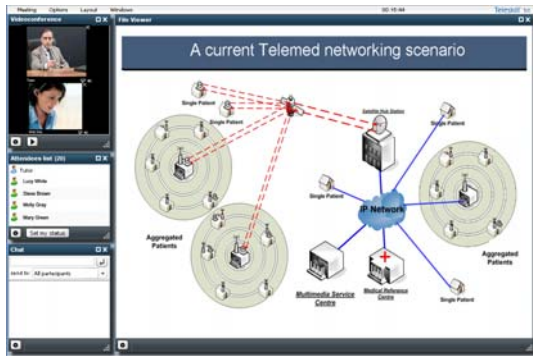 Meeting Options Layout Windows 00:15:44 Teleskill
Videoconference
File Viewer
A current Telemed networking scenario
Single Patient
Single Patient
Satellite Hub Station
Single Patient
Single Patient
IP Network
Aggregated
Patients
Aggregated
Patients
Multimedia Service
Centre
Medical Reference
Centre
Single Patient
Attendees list (20)
Tutor
Lucy White
Steve Brown
Molly Gray
Mary Green
Set my status
Chat
send to: All participants